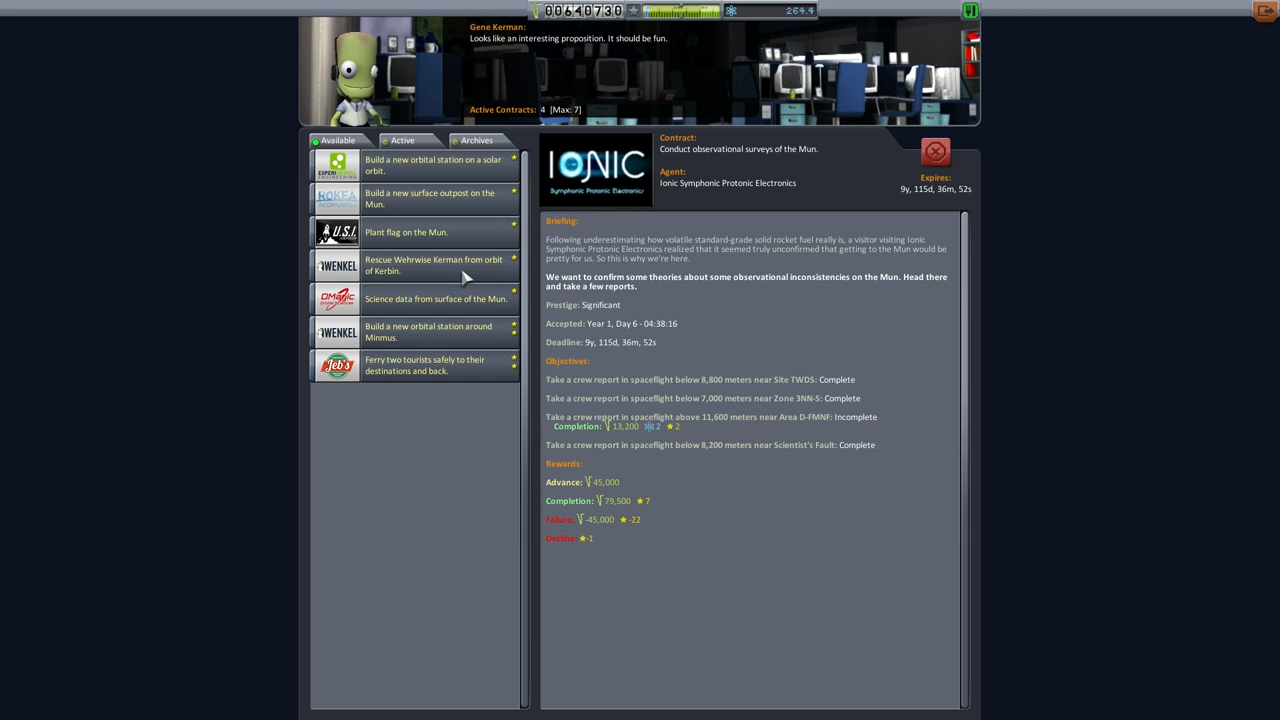 00640730
264.4
Gene Kerman:
Looks like an interesting proposition. It should be fun.
Active Contracts: 4 [Max: 7]
Available
Active
Archives
Build a new orbital station on a solar
orbit.
Build a new surface outpost on the
Mun.
Plant flag on the Mun.
Rescue Wehrwise Kerman from orbit
of Kerbin.
Science data from surface of the Mun.
Build a new orbital station around
Minmus.
Ferry two tourists safely to their
destinations and back.
EXPERIMENTAL
ENGINEERING
ROKEA
INCORPORATED
U.S.I.
WENKEL
DMagic
WENKEL
Jeb's
IONIC
Symphonic Protonic Electronics
Contract:
Conduct observational surveys of the Mun.
Agent:
Ionic Symphonic Protonic Electronics
Expires:
9y, 115d, 36m, 52s
Briefing:
Following underestimating how volatile standard-grade solid rocket fuel really is, a visitor visiting Ionic
Symphonic Protonic Electronics realized that it seemed truly unconfirmed that getting to the Mun would be
pretty for us. So this is why we're here.
We want to confirm some theories about some observational inconsistencies on the Mun. Head there
and take a few reports.
Prestige: Significant
Accepted: Year 1, Day 6 - 04:38:16
Deadline: 9y, 115d, 36m, 52s
Objectives:
Take a crew report in spaceflight below 8,800 meters near Site TWDS: Complete
Take a crew report in spaceflight below 7,000 meters near Zone 3NN-S: Complete
Take a crew report in spaceflight above 11,600 meters near Area D-FMNF: Incomplete
Completion: 13,200 2 2
Take a crew report in spaceflight below 8,200 meters near Scientist's Fault: Complete
Rewards:
Advance: 45,000
Completion: 79,500 7
Failure: -45,000 -22
Decline: -1